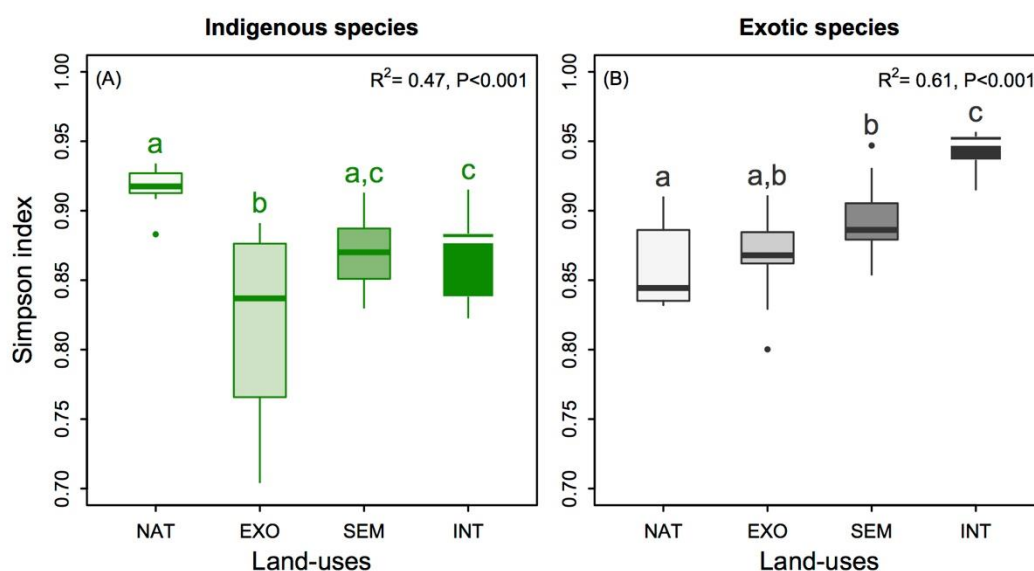 Indigenous species
(A)
R²= 0.47, P<0.001
a
b
a,c
c
1.00
0.95
0.90
0.85
0.80
0.75
0.70
Simpson index
NAT EXO SEM INT
Land-uses
Exotic species
(B)
R²= 0.61, P<0.001
a
a,b
b
c
1.00
0.95
0.90
0.85
0.80
0.75
0.70
NAT EXO SEM INT
Land-uses